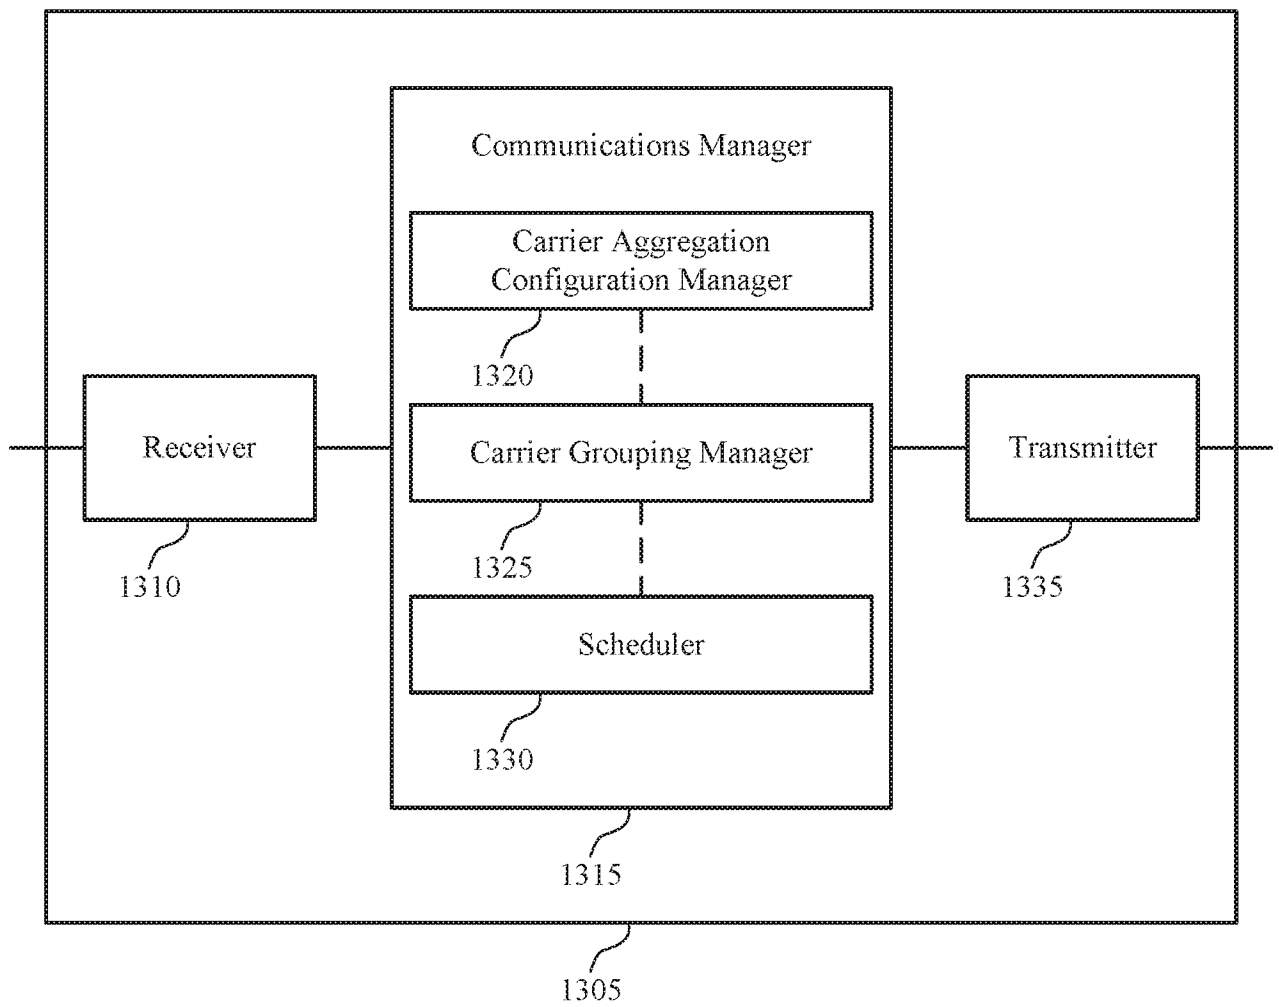 Communications Manager
Carrier Aggregation
Configuration Manager
1320
Receiver
1310
Carrier Grouping Manager
1325
Transmitter
1335
Scheduler
1330
1315
1305